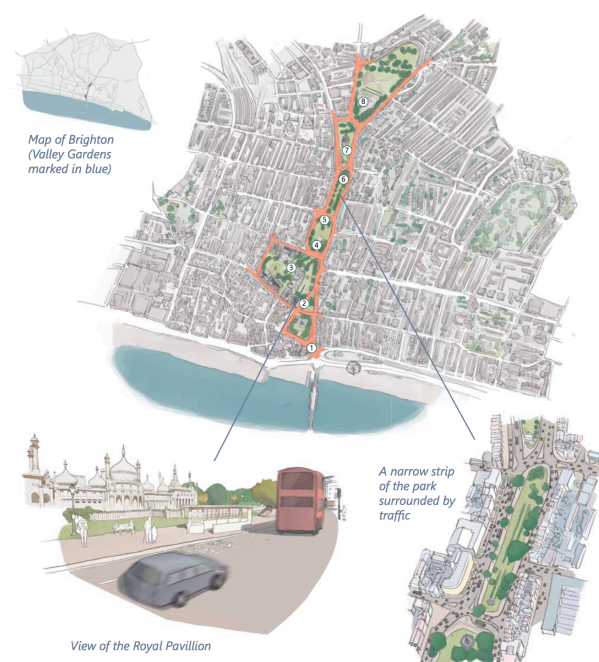 Map of Brighton
(Valley Gardens
marked in blue)
8
7
6
5
4
3
2
1
A narrow strip
of the park
surrounded by
traffic
View of the Royal Pavillion